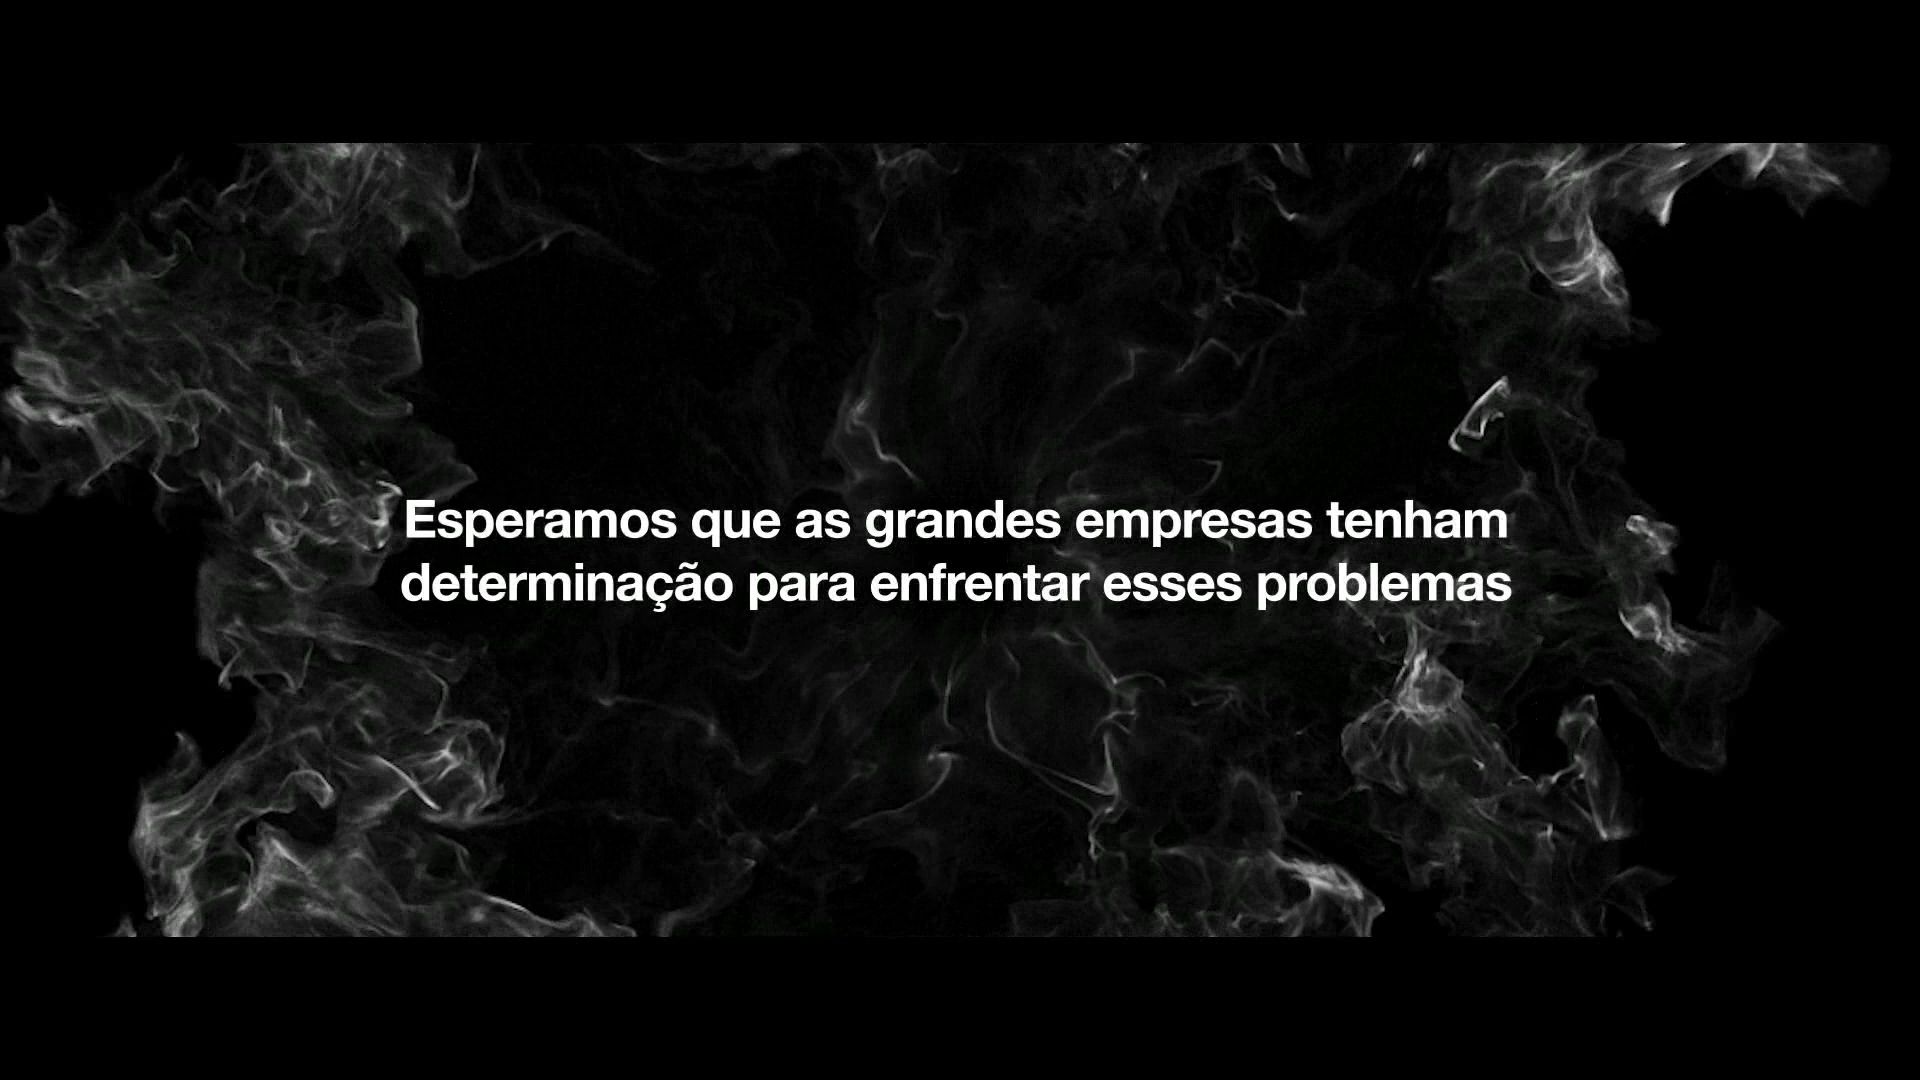 Esperamos que as grandes empresas tenham
determinação para enfrentar esses problemas